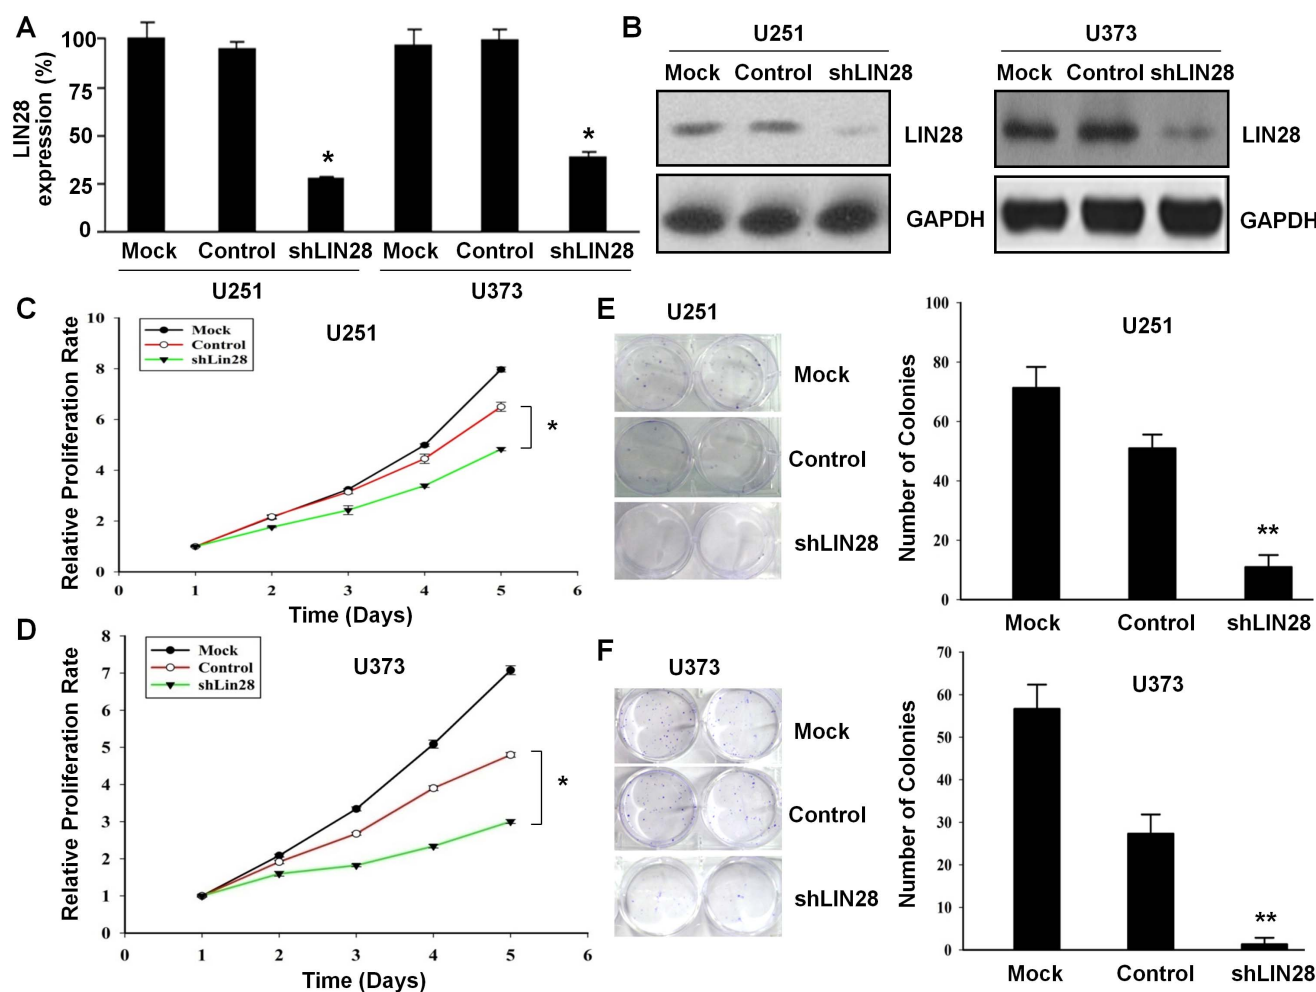 A
LIN28
expression (%)
100
75
50
25
0
*
*
Mock Control shLIN28 Mock Control shLIN28
U251 U373
B
U251
Mock Control shLIN28
LIN28
GAPDH
U373
Mock Control shLIN28
LIN28
GAPDH
C
Relative Proliferation Rate
10
8
6
4
2
0
Mock
Control
shLin28
U251
*
0 1 2 3 4 5 6
Time (Days)
D
Relative Proliferation Rate
8
7
6
5
4
3
2
1
0
Mock
Control
shLin28
U373
*
0 1 2 3 4 5 6
Time (Days)
E
U251
Mock
Control
shLIN28
Number of Colonies
100
80
60
40
20
0
U251
**
Mock Control shLIN28
F
U373
Mock
Control
shLIN28
Number of Colonies
70
60
50
40
30
20
10
0
U373
**
Mock Control shLIN28